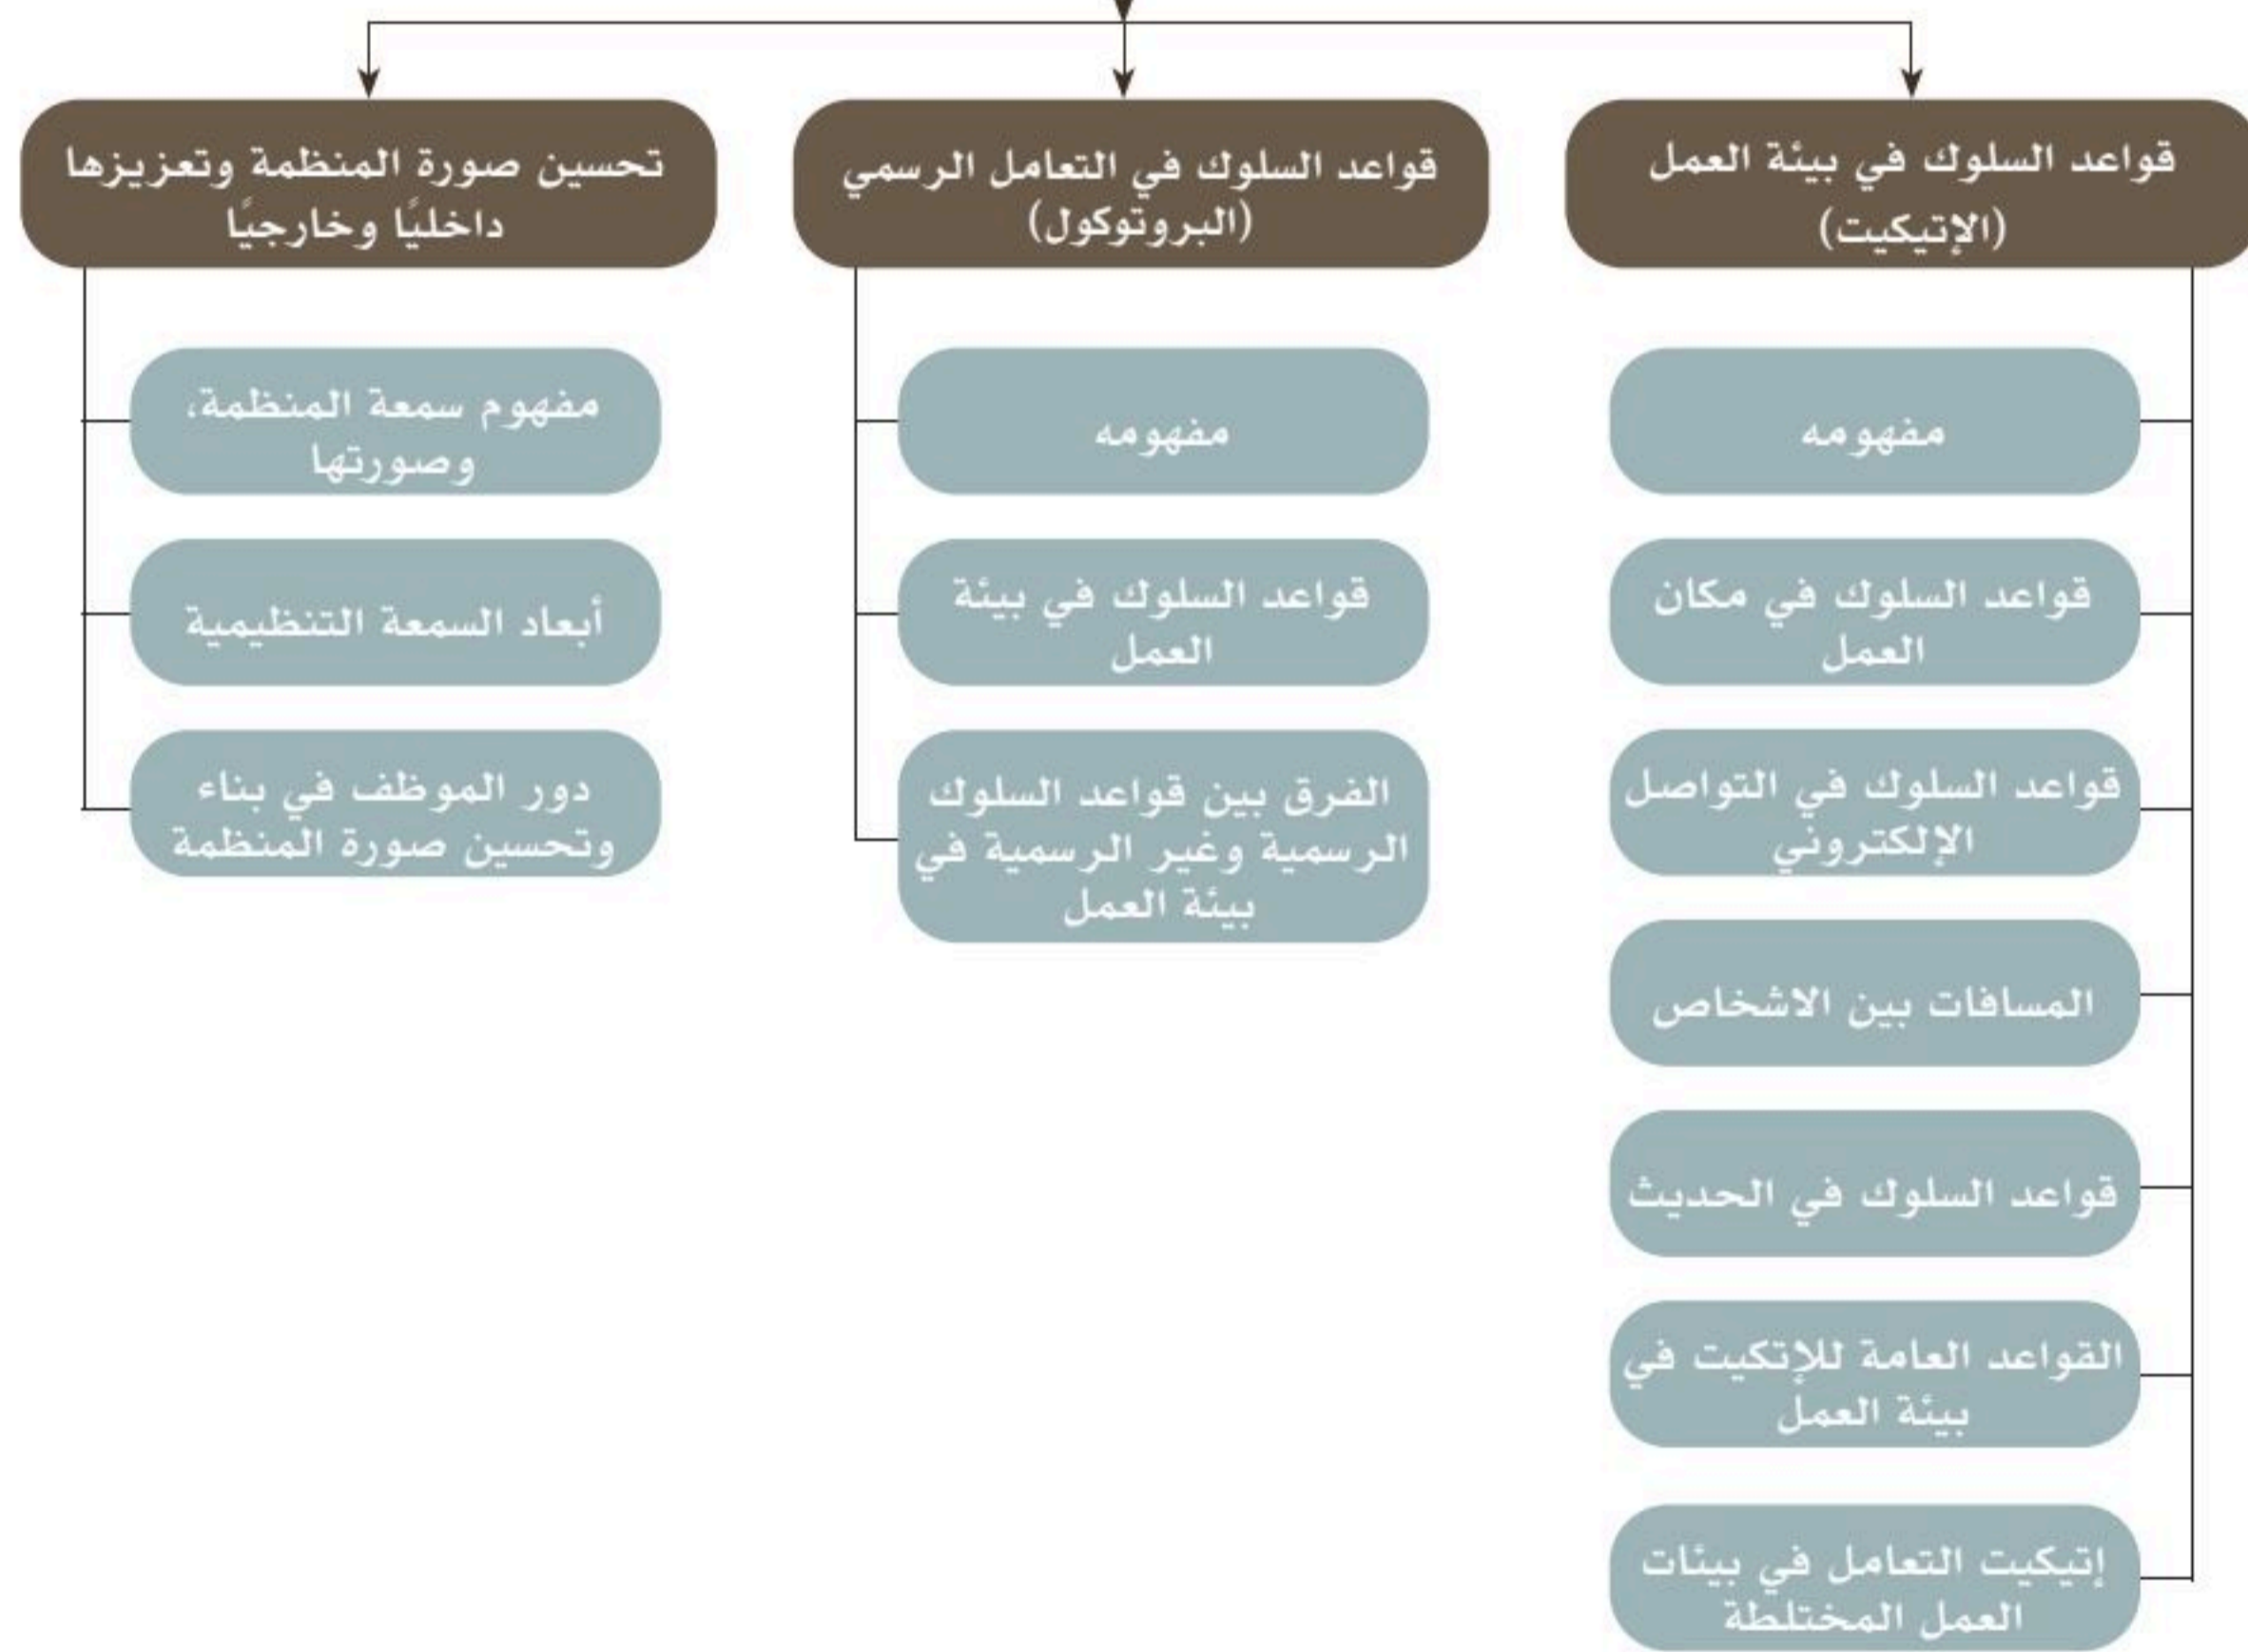 قواعد السلوك في بيئة العمل
(الإتيكيت)
مفهومه
قواعد السلوك في مكان
العمل
قواعد السلوك في التواصل
الإلكتروني
المسافات بين الاشخاص
قواعد السلوك في الحديث
القواعد العامة للإتكيت في
بيئة العمل
إتيكيت التعامل في بيئات
العمل المختلطة
قواعد السلوك في التعامل الرسمي
(البروتوكول)
مفهومه
قواعد السلوك في بيئة
العمل
الفرق بين قواعد السلوك
الرسمية وغير الرسمية في
بيئة العمل
تحسين صورة المنظمة وتعزيزها
داخليًا وخارجيًا
مفهوم سمعة المنظمة،
وصورتها
أبعاد السمعة التنظيمية
دور الموظف في بناء
وتحسين صورة المنظمة